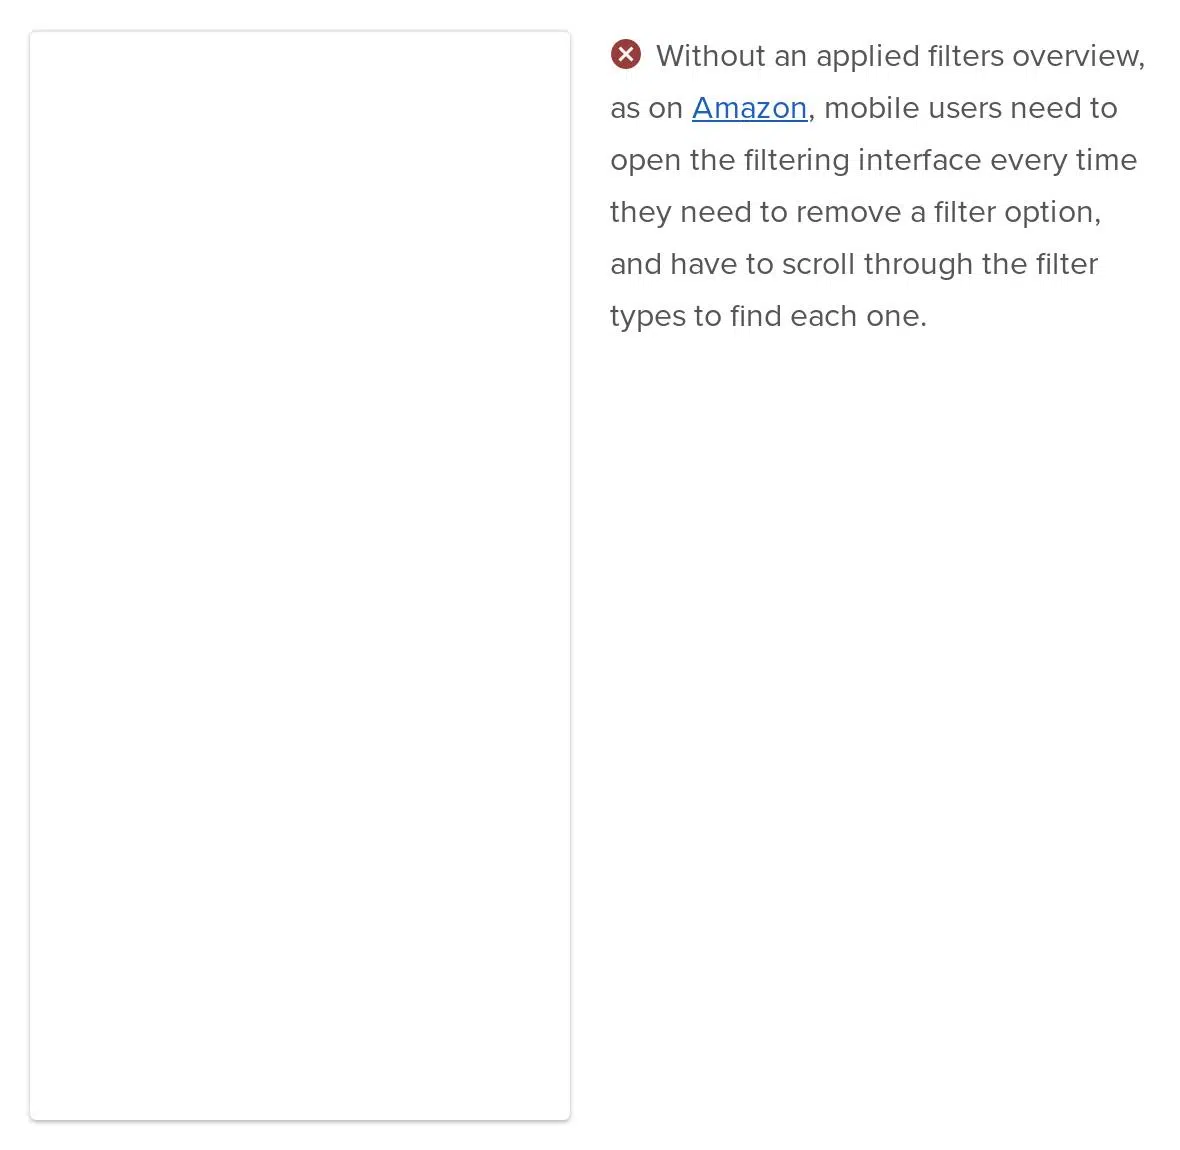 Without an applied filters overview,
as on Amazon, mobile users need to
open the filtering interface every time
they need to remove a filter option,
and have to scroll through the filter
types to find each one.